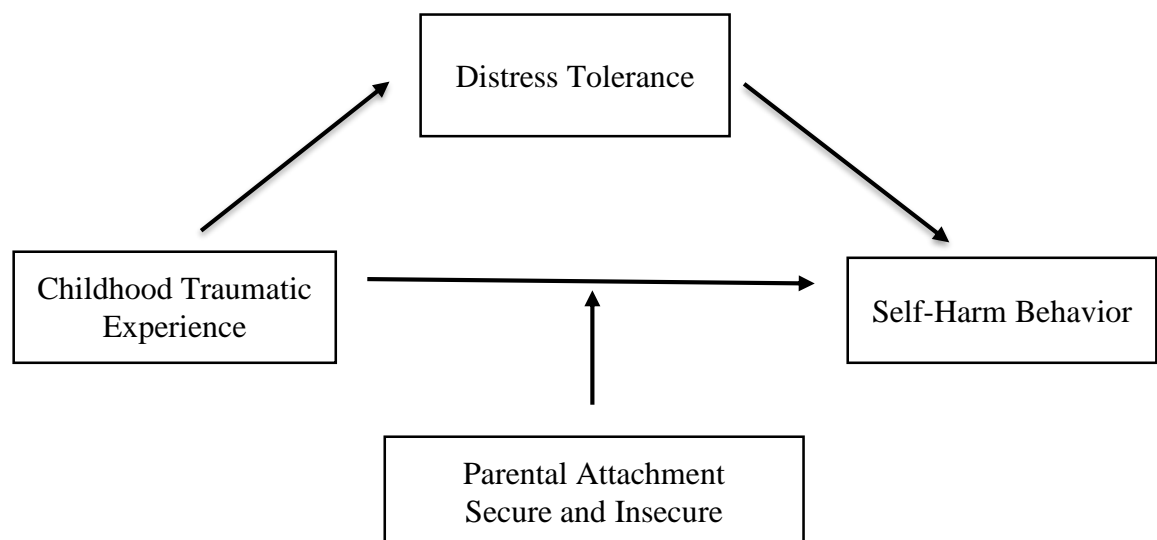 Distress Tolerance
Childhood Traumatic
Experience
Self-Harm Behavior
Parental Attachment
Secure and Insecure